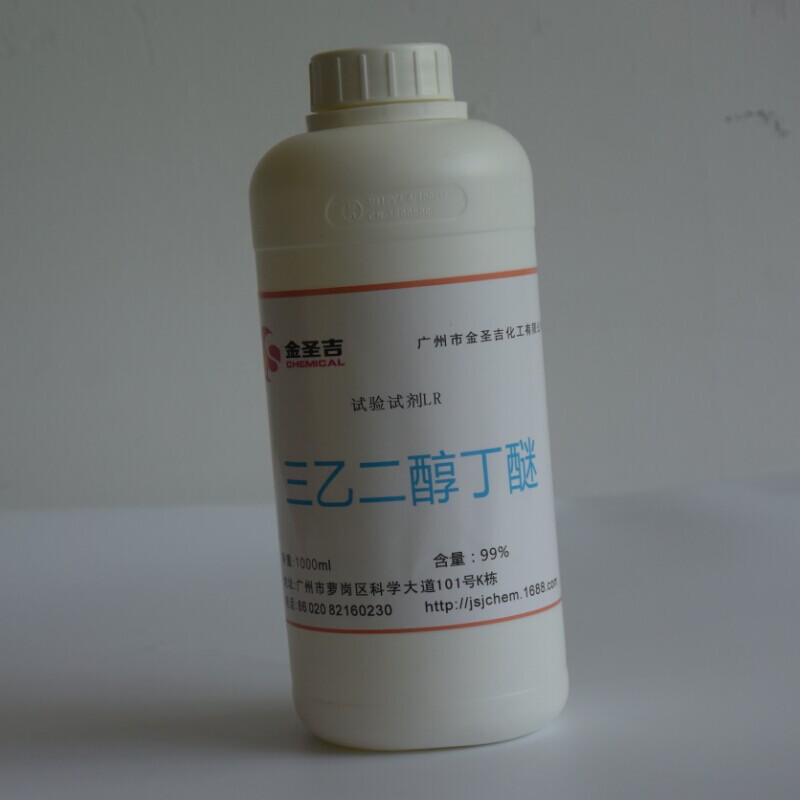 金圣吉
CHEMICAL
广州市金圣吉化工有限
试验试剂LR
三乙二醇丁醚
量:1000ml
含量：99%
地址:广州市萝岗区科学大道101号K栋
电话:86 020 82160230
http://jsjchem.1688.com